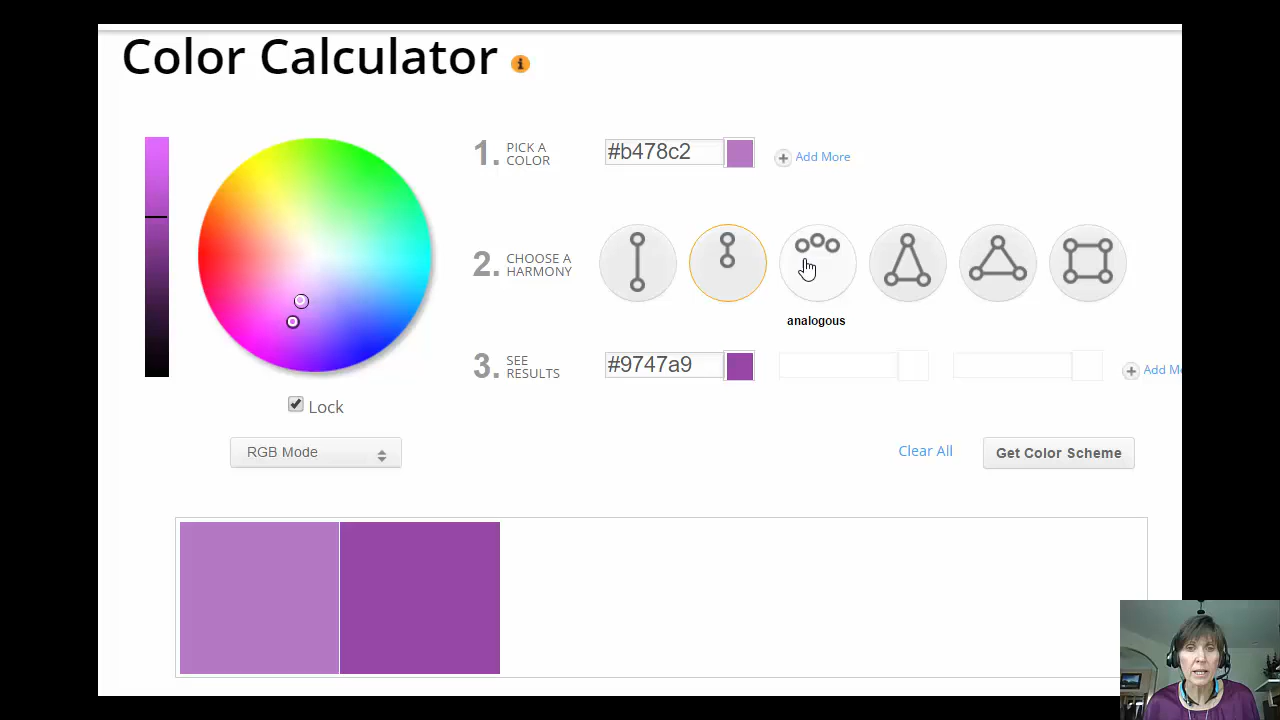 Color Calculator
1. PICK A
COLOR
#b478c2
Add More
2. CHOOSE A
HARMONY
analogous
3. SEE
RESULTS
#9747a9
Add M
Lock
RGB Mode
Clear All
Get Color Scheme